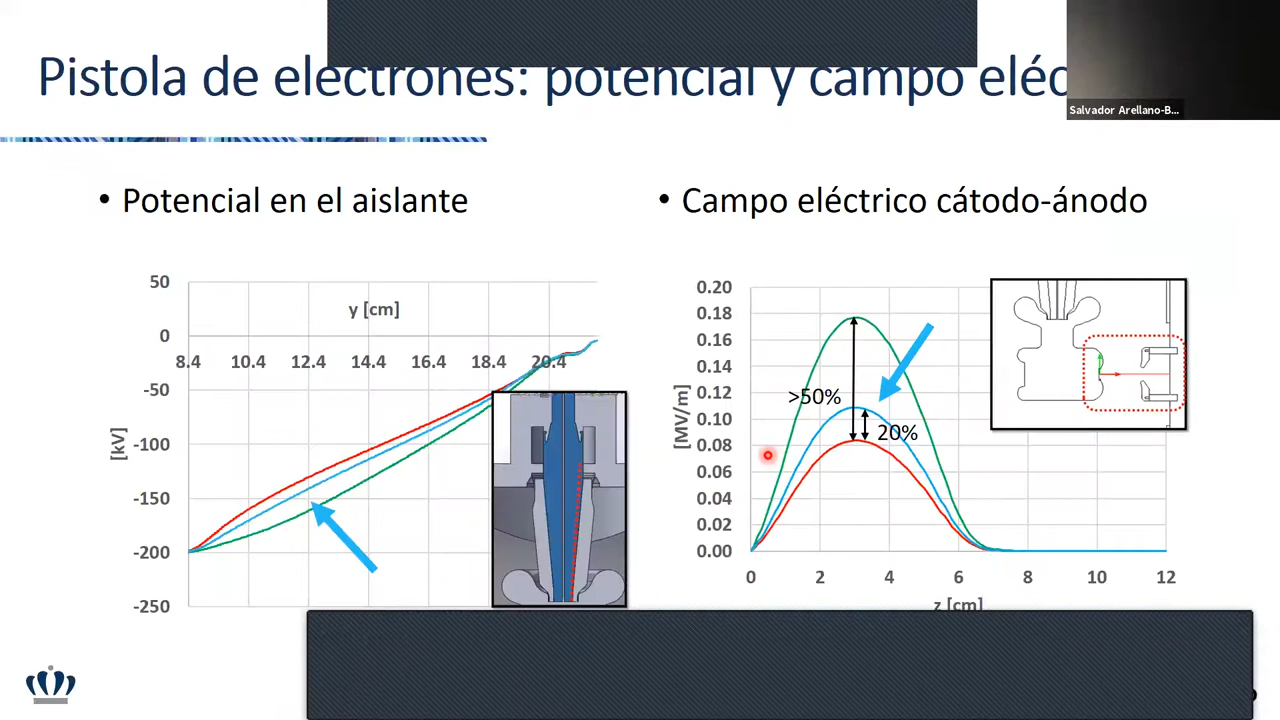 Pistola de electrones: potencial y campo eléc
Salvador Arellano-B...
• Potencial en el aislante
• Campo eléctrico cátodo-ánodo
50
0
-50
-100
-150
-200
-250
[kV]
y [cm]
8.4 10.4 12.4 14.4 16.4 18.4 20.4
0.20
0.18
0.16
0.14
0.12
0.10
0.08
0.06
0.04
0.02
0.00
[MV/m]
>50%
20%
0 2 4 6 8 10 12
z [cm]